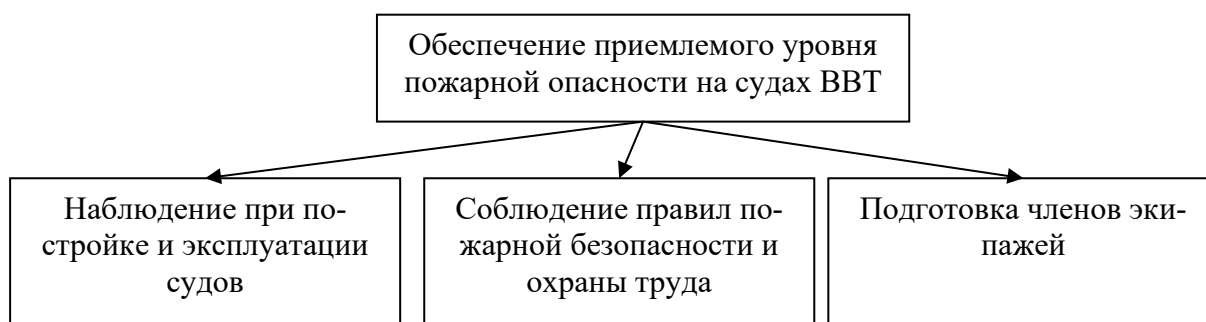 Обеспечение приемлемого уровня
пожарной опасности на судах ВВТ
Наблюдение при по-
стройке и эксплуатации
судов
Соблюдение правил по-
жарной безопасности и
охраны труда
Подготовка членов эки-
пажей